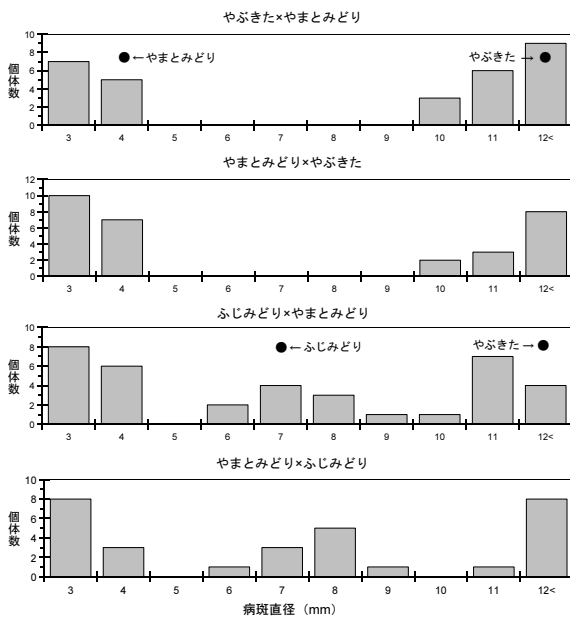 やぶきた×やまとみどり
10
8
6
4
2
0
個体数
●←やまとみどり
やぶきた→●
3 4 5 6 7 8 9 10 11 12<
やまとみどり×やぶきた
12
10
8
6
4
2
0
個体数
3 4 5 6 7 8 9 10 11 12<
ふじみどり×やまとみどり
10
8
6
4
2
0
個体数
●←ふじみどり
やぶきた→●
3 4 5 6 7 8 9 10 11 12<
やまとみどり×ふじみどり
10
8
6
4
2
0
個体数
3 4 5 6 7 8 9 10 11 12<
病斑直径（mm）